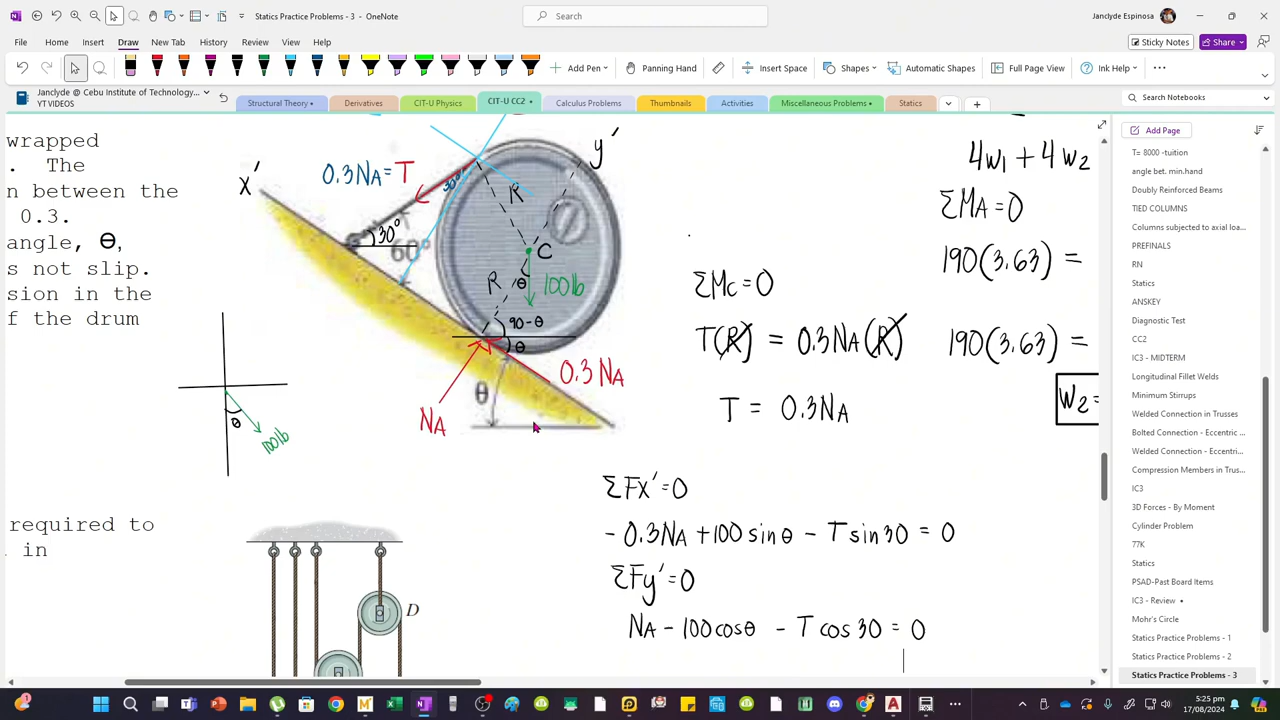 Statics Practice Problems - 3 - OneNote
Search
Janclyde Espinosa
File Home Insert Draw New Tab History Review View Help
Sticky Notes
Share
Add Pen
Panning Hand
Insert Space
Shapes
Automatic Shapes
Full Page View
Ink Help
Janclyde @ Cebu Institute of Technology...
YT VIDEOS
Structural Theory
Derivatives
CIT-U Physics
CIT-U CC2
Calculus Problems
Thumbnails
Activities
Miscellaneous Problems
Statics
Search Notebooks
Add Page
wrapped
. The
n between the
0.3.
angle, θ,
s not slip.
sion in the
f the drum
required to
in
x'
y'
0.3NA=T
30°
30°
60°
R
C
R
θ
100lb
90-θ
θ
0.3NA
θ
NA
θ
100lb
D
ΣMc=0
T(R) = 0.3NA(R)
T = 0.3NA
ΣFx'=0
- 0.3NA +100 sinθ - T sin30 = 0
ΣFy'=0
NA - 100cosθ - T cos 30 = 0
4w1 + 4w2
ΣMA=0
190(3.63) =
190(3.63) =
W2=
T= 8000 -tuition
angle bet. min.hand
Doubly Reinforced Beams
TIED COLUMNS
Columns subjected to axial loa...
PREFINALS
RN
Statics
ANSKEY
Diagnostic Test
CC2
IC3 - MIDTERM
Longitudinal Fillet Welds
Minimum Stirrups
Welded Connection in Trusses
Bolted Connection - Eccentric ...
Welded Connection - Eccentri...
Compression Members in Trus...
IC3
3D Forces - By Moment
Cylinder Problem
77K
Statics
PSAD-Past Board Items
IC3 - Review
Mohr's Circle
Statics Practice Problems - 1
Statics Practice Problems - 2
Statics Practice Problems - 3
5:25 pm
17/08/2024